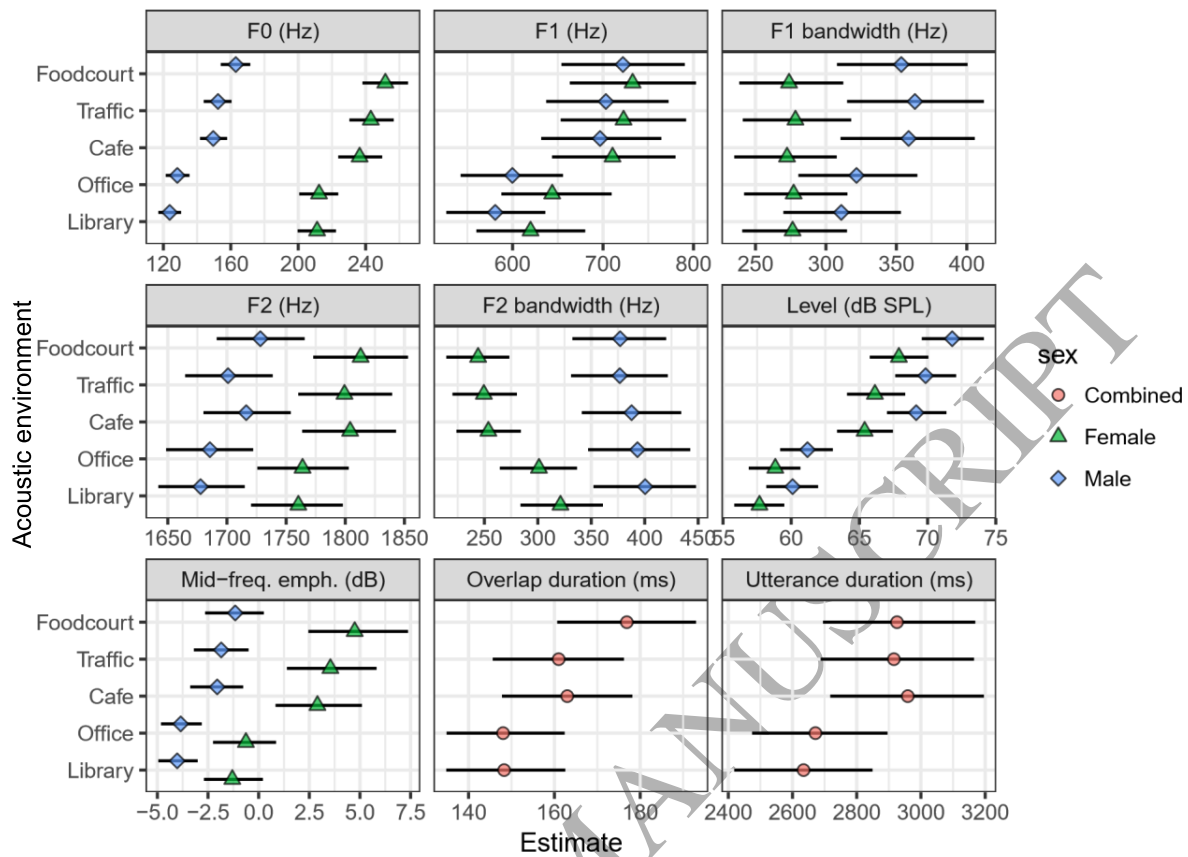 F0 (Hz) F1 (Hz) F1 bandwidth (Hz)
Foodcourt
Traffic
Cafe
Office
Library
120 160 200 240 600 700 800 250 300 350 400
F2 (Hz) F2 bandwidth (Hz) Level (dB SPL)
Foodcourt
Traffic
Cafe
Office
Library
1650 1700 1750 1800 1850 200 250 300 350 400 450 55 60 65 70 75
Mid−freq. emph. (dB) Overlap duration (ms) Utterance duration (ms)
Foodcourt
Traffic
Cafe
Office
Library
−5.0 −2.5 0.0 2.5 5.0 7.5 140 160 180 2400 2600 2800 3000 3200
Estimate
Acoustic environment
sex
Combined
Female
Male
MANUSCRIPT